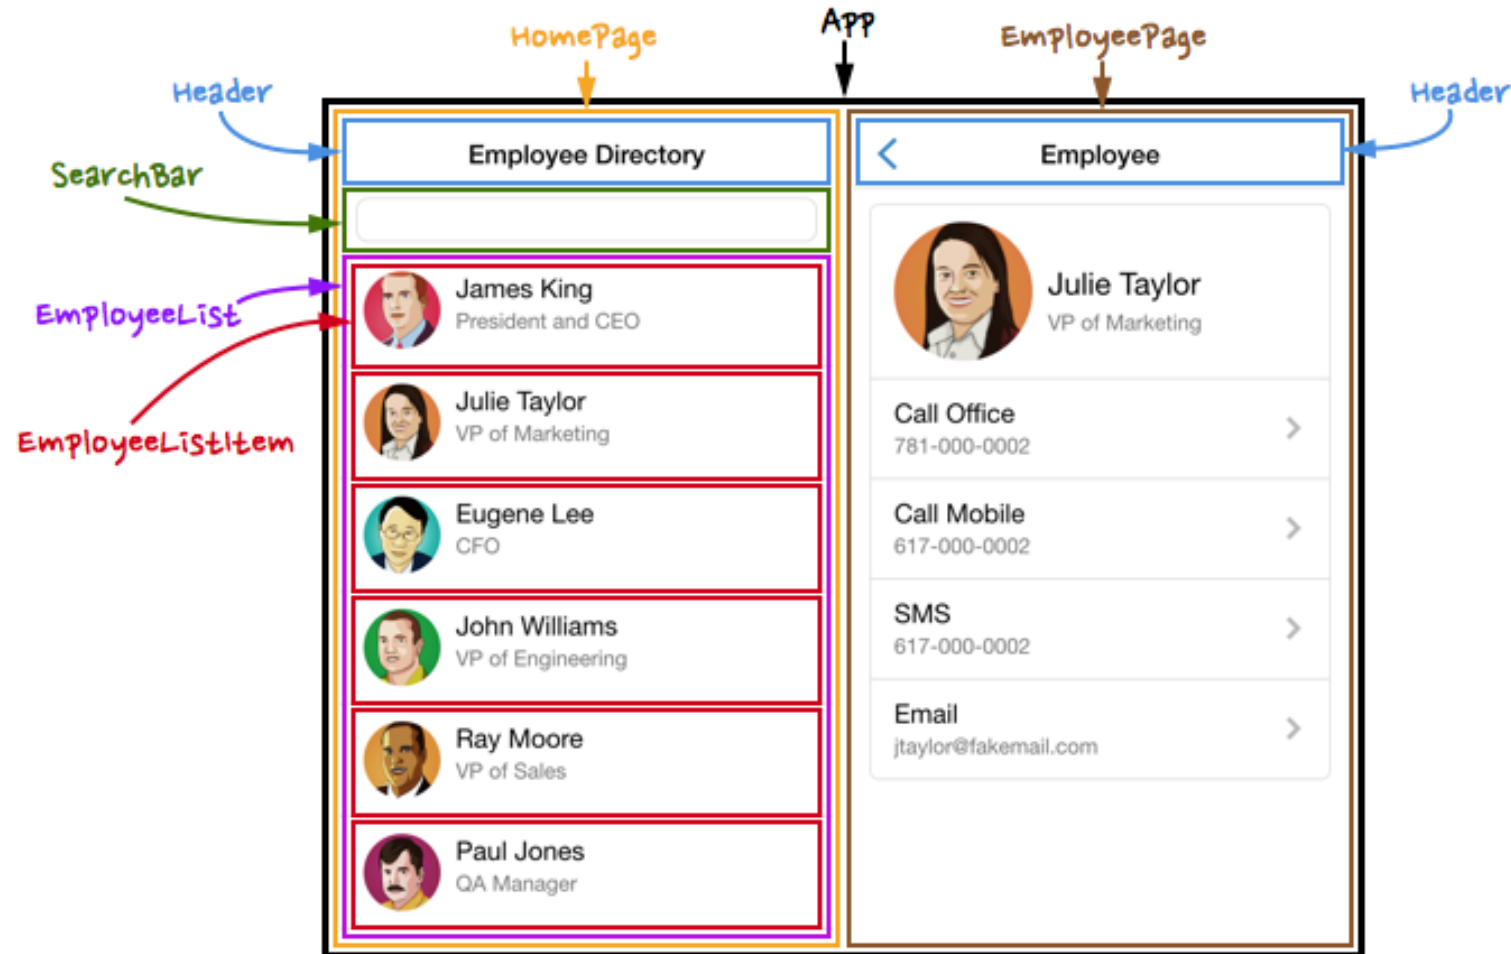 App
HomePage
EmployeePage
Header
Header
SearchBar
EmployeeList
EmployeeListItem
Employee Directory
James King
President and CEO
Julie Taylor
VP of Marketing
Eugene Lee
CFO
John Williams
VP of Engineering
Ray Moore
VP of Sales
Paul Jones
QA Manager
Employee
Julie Taylor
VP of Marketing
Call Office
781-000-0002
Call Mobile
617-000-0002
SMS
617-000-0002
Email
jtaylor@fakemail.com